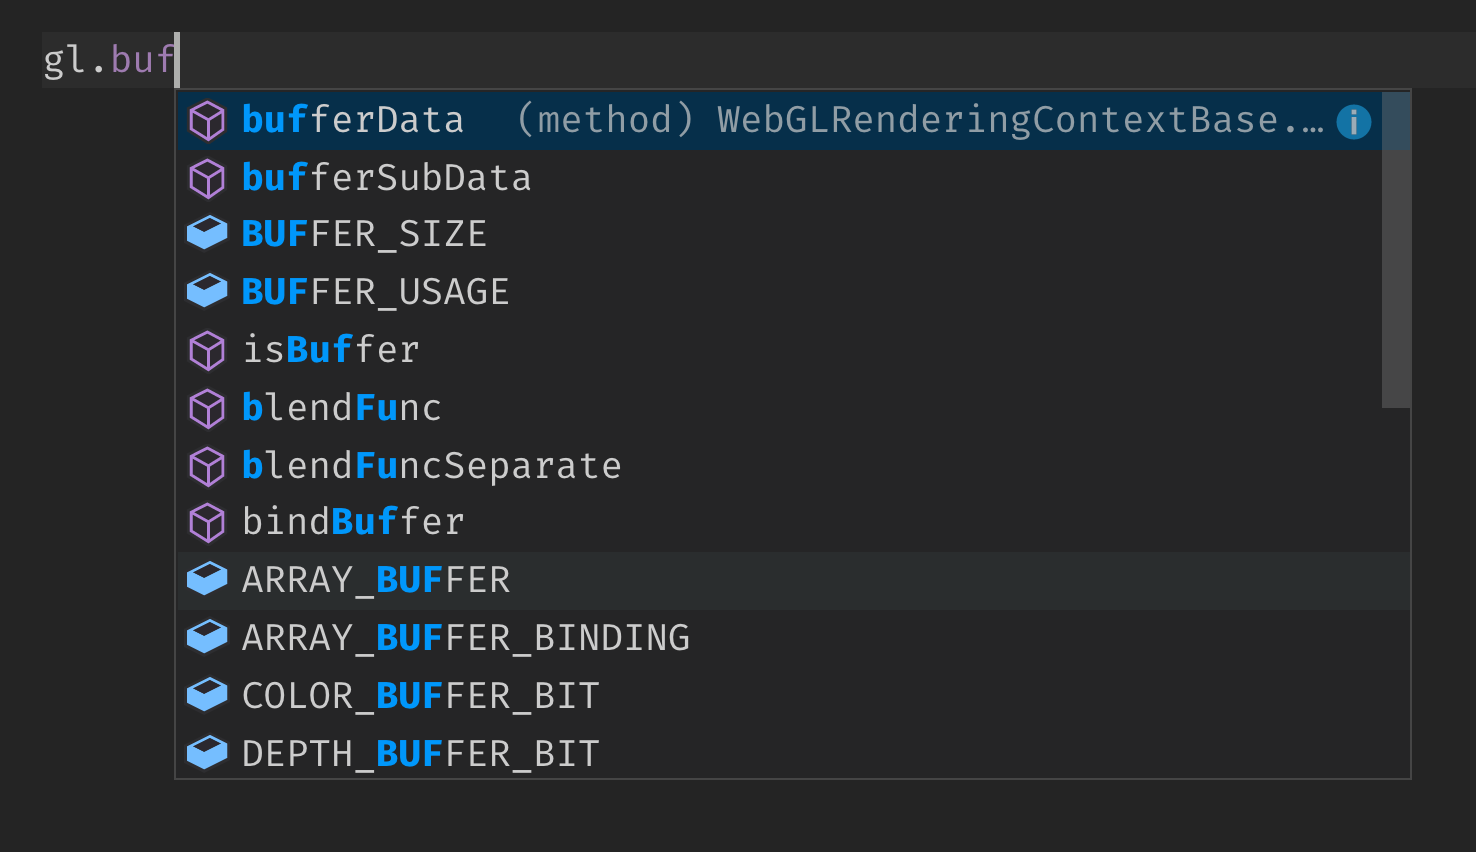 gl.buf
bufferData (method) WebGLRenderingContextBase.…
bufferSubData
BUFFER_SIZE
BUFFER_USAGE
isBuffer
blendFunc
blendFuncSeparate
bindBuffer
ARRAY_BUFFER
ARRAY_BUFFER_BINDING
COLOR_BUFFER_BIT
DEPTH_BUFFER_BIT